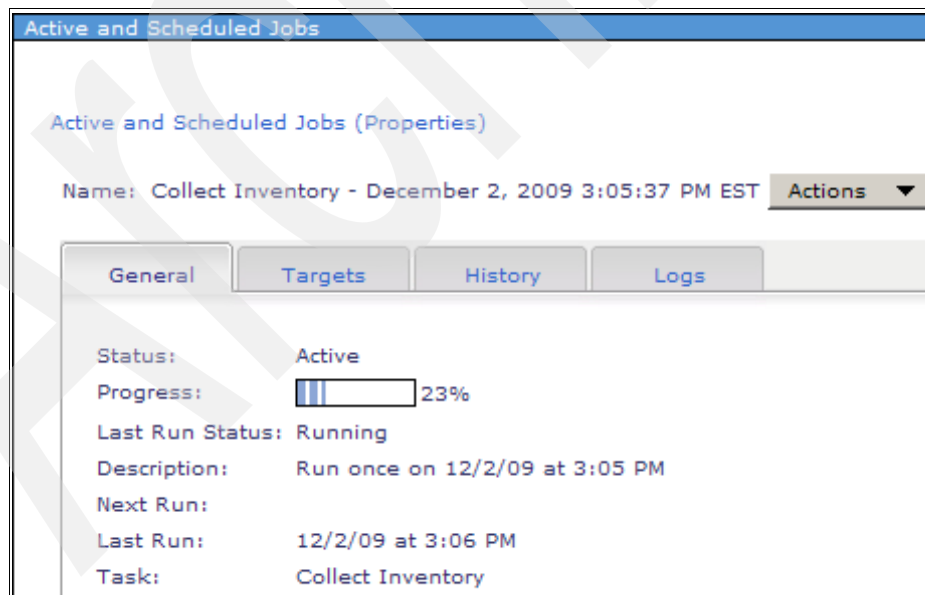 Active and Scheduled Jobs
Active and Scheduled Jobs (Properties)
Name: Collect Inventory - December 2, 2009 3:05:37 PM EST Actions
General Targets History Logs
Status: Active
Progress: 23%
Last Run Status: Running
Description: Run once on 12/2/09 at 3:05 PM
Next Run:
Last Run: 12/2/09 at 3:06 PM
Task: Collect Inventory